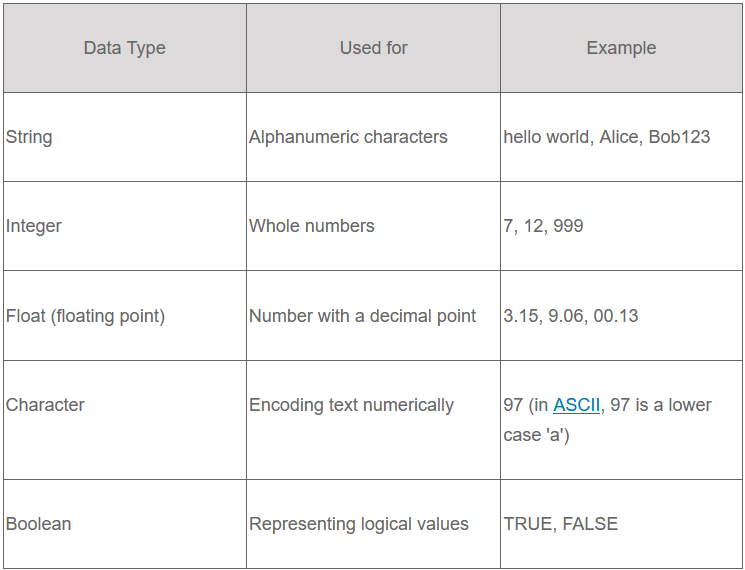 Data Type Used for Example
String Alphanumeric characters hello world, Alice, Bob123
Integer Whole numbers 7, 12, 999
Float (floating point) Number with a decimal point 3.15, 9.06, 00.13
Character Encoding text numerically 97 (in ASCII, 97 is a lower
case 'a')
Boolean Representing logical values TRUE, FALSE